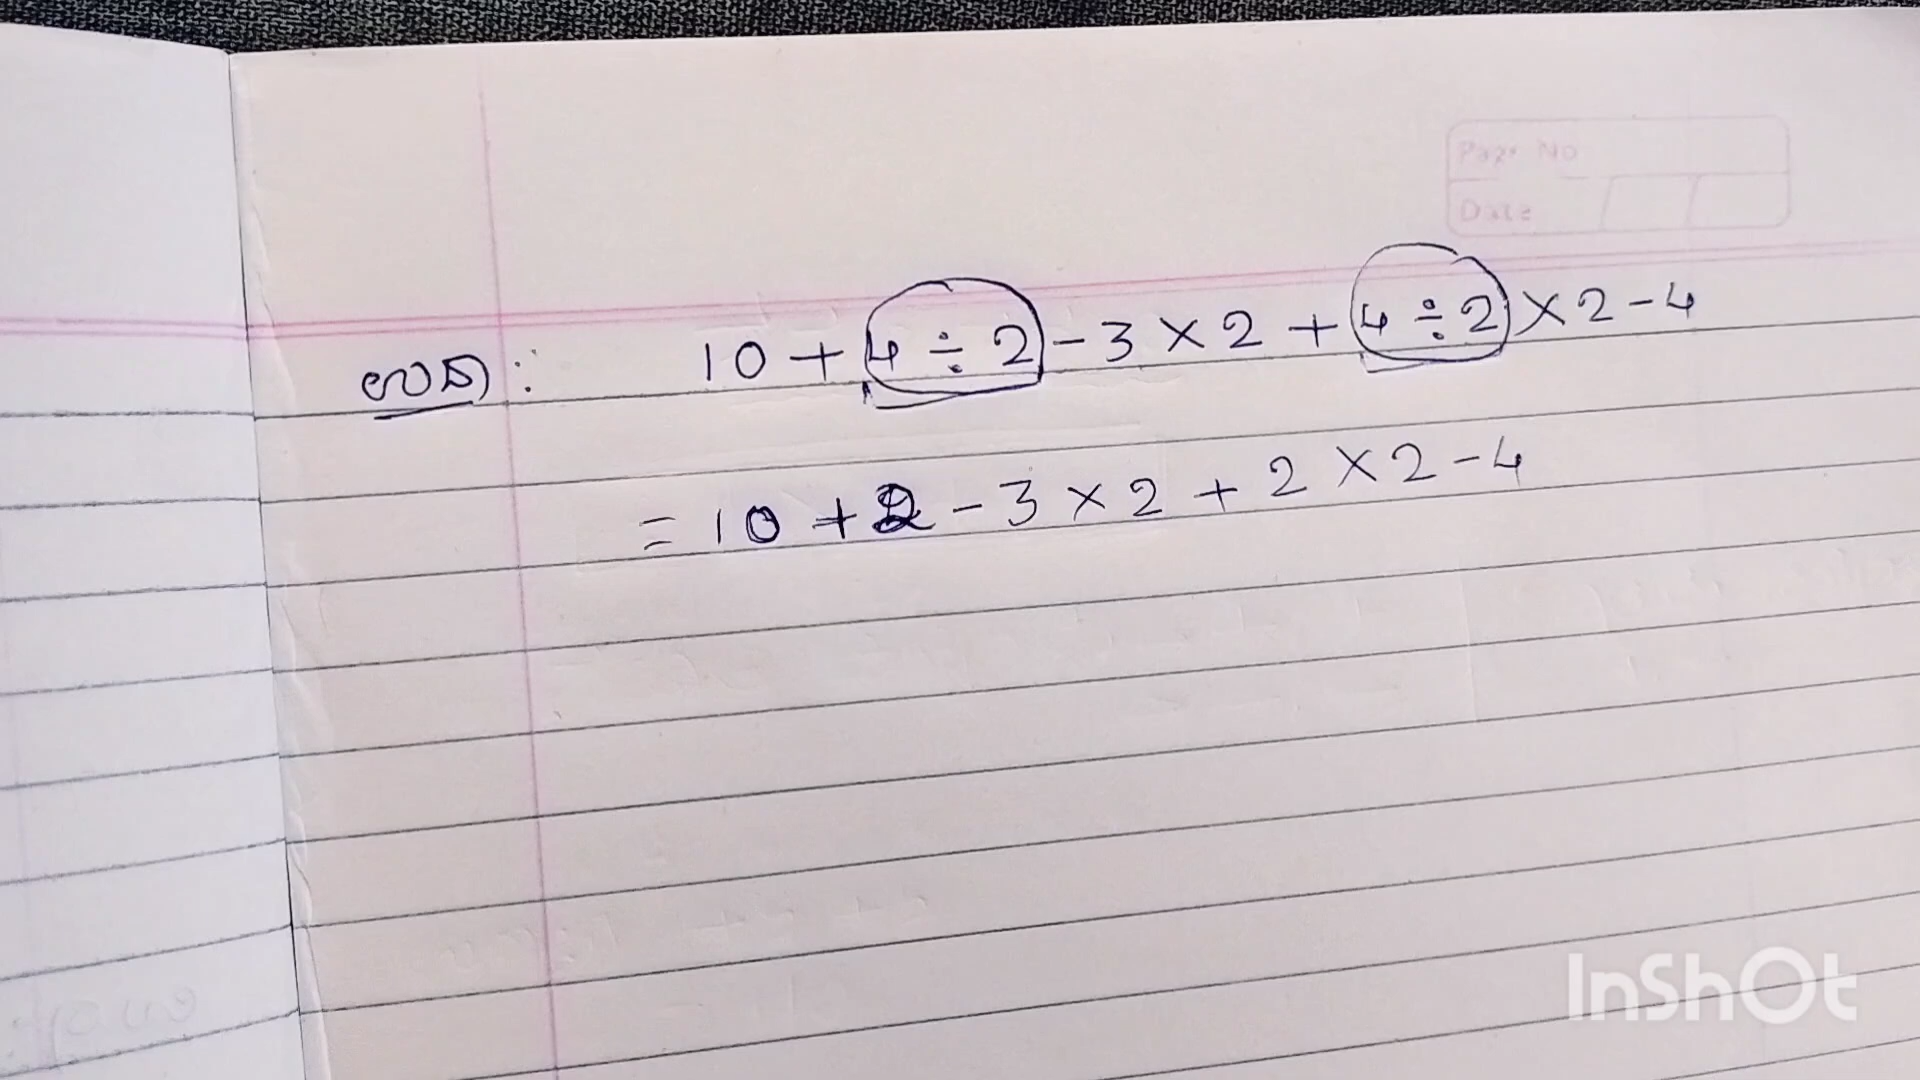 Page No
Date
ಉದಾ : 10 + 4 ÷ 2 - 3 × 2 + 4 ÷ 2 × 2 - 4
= 10 + 2 - 3 × 2 + 2 × 2 - 4
InShOt